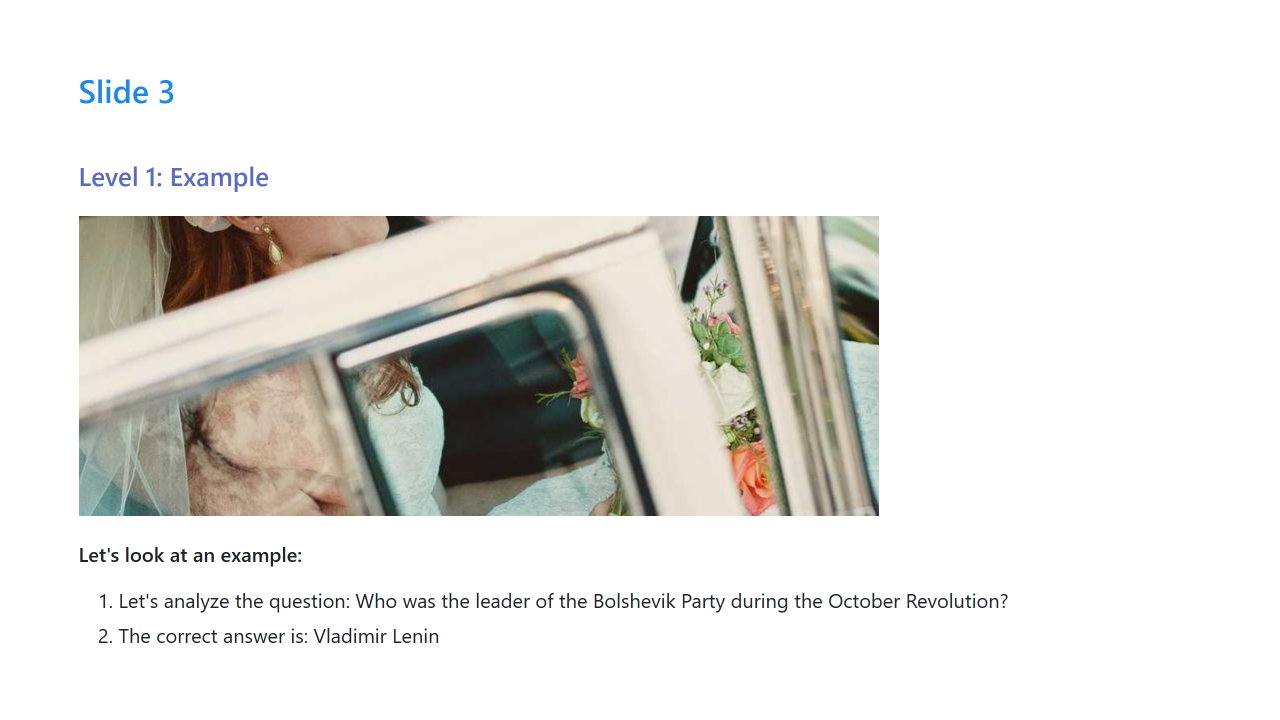 Slide 3
Level 1: Example
Let's look at an example:
1. Let's analyze the question: Who was the leader of the Bolshevik Party during the October Revolution?
2. The correct answer is: Vladimir Lenin